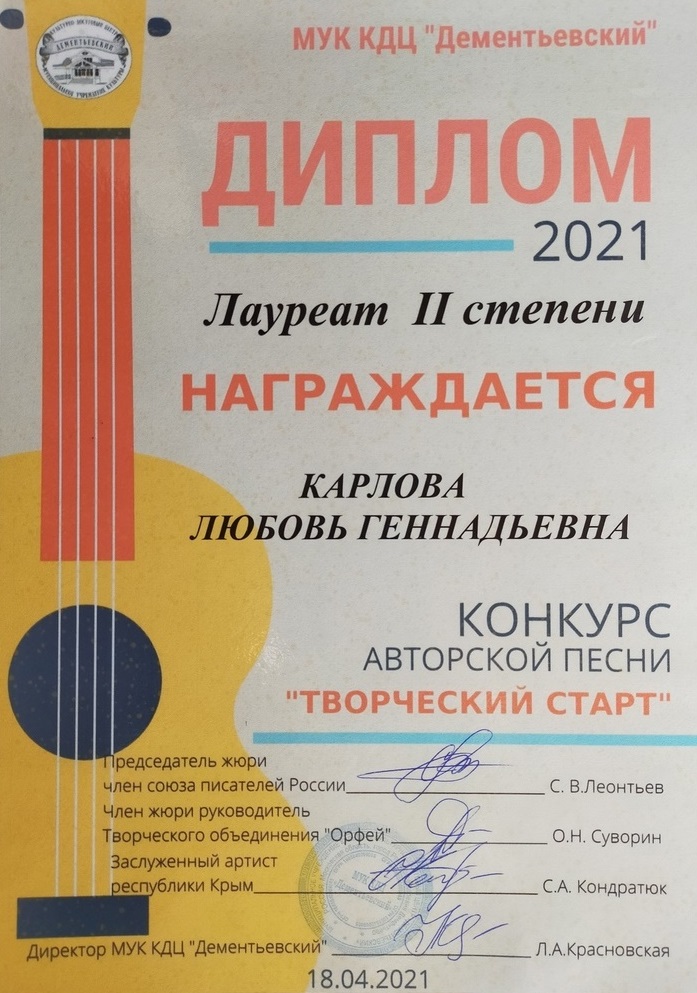 МУК КДЦ "Дементьевский"
ДЕМЕНТЬЕВСКИЙ
ДИПЛОМ
2021
Лауреат II степени
НАГРАЖДАЕТСЯ
КАРЛОВА
ЛЮБОВЬ ГЕННАДЬЕВНА
КОНКУРС
АВТОРСКОЙ ПЕСНИ
"ТВОРЧЕСКИЙ СТАРТ"
Председатель жюри
член союза писателей России С. В.Леонтьев
Член жюри руководитель
Творческого объединения "Орфей" О.Н. Суворин
Заслуженный артист
республики Крым С.А. Кондратюк
Директор МУК КДЦ "Дементьевский" Л.А.Красновская
18.04.2021